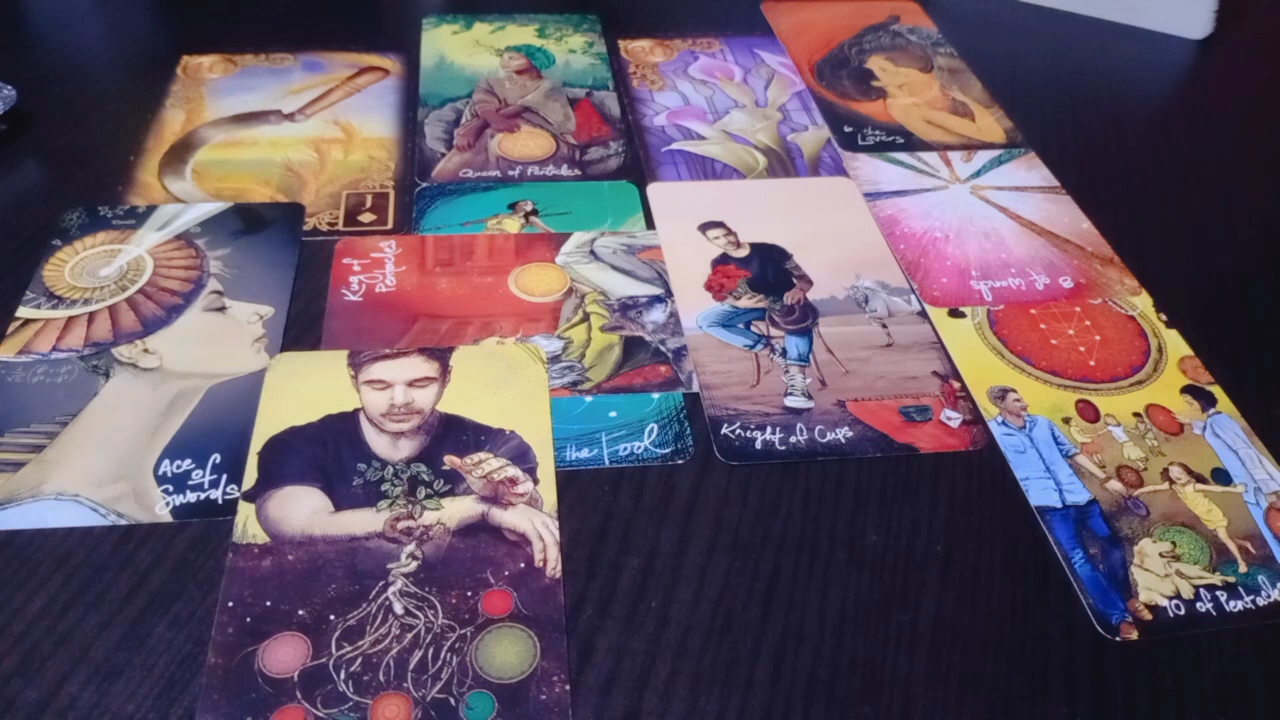 Queen of Pentacles
6. the
Lovers
J
King of
Pentacles
3 of Wands
Ace
of
Swords
the Fool
Knight of Cups
10 of Pentacles